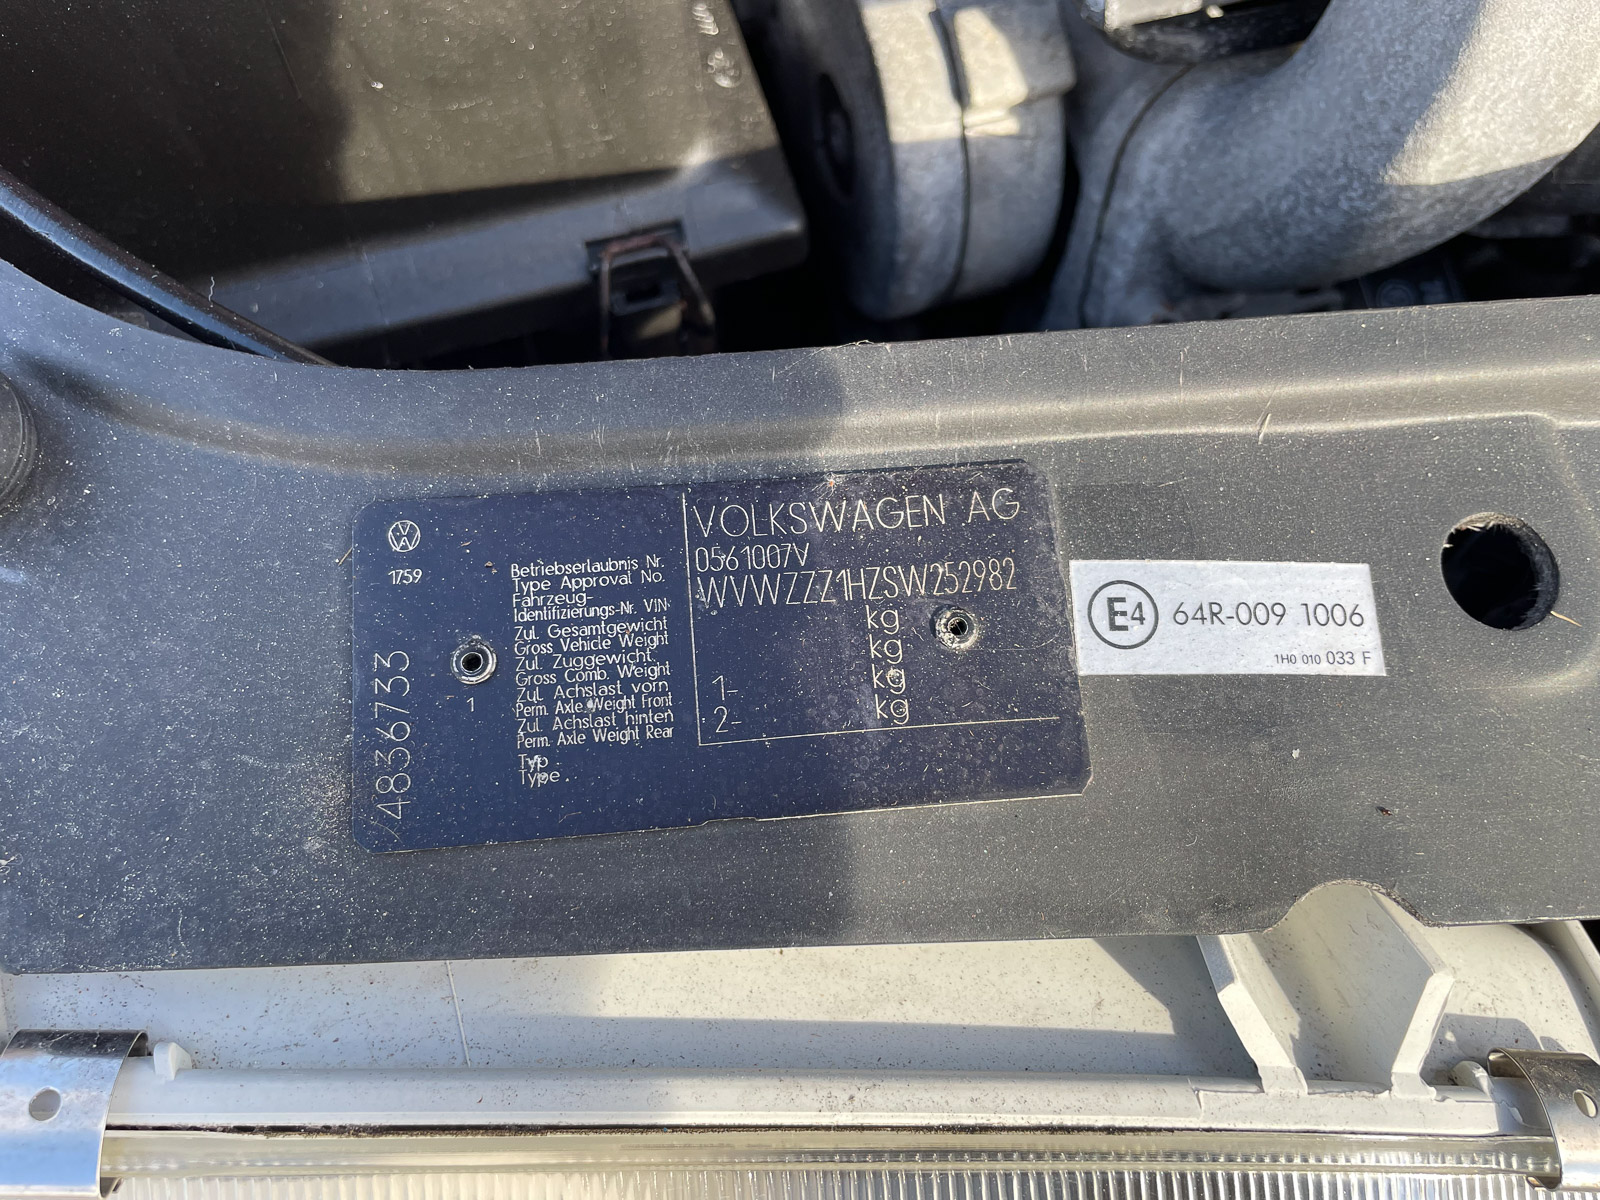 VOLKSWAGEN AG
0561007V
WVWZZZ1HZSW252982
kg
kg
1- kg
2- kg
1759
4836733
1
Betriebserlaubnis Nr.
Type Approval No.
Fahrzeug-
Identifizierungs-Nr. VIN
Zul. Gesamtgewicht
Gross Vehicle Weight
Zul. Zuggewicht.
Gross Comb. Weight
Zul. Achslast vorn
Perm. Axle. Weight Front
Zul. Achslast hinten
Perm. Axle Weight Rear
Typ
Type
E4 64R-009 1006
1H0 010 033 F